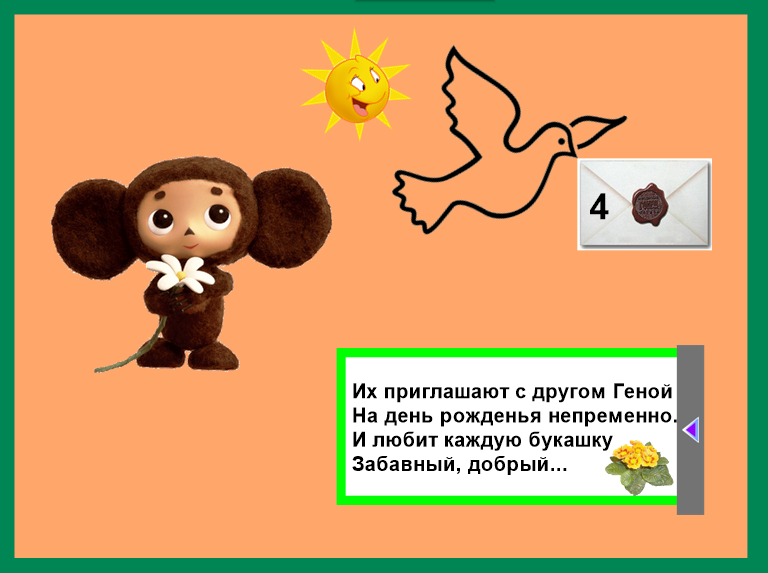 4
Их приглашают с другом Геной
На день рожденья непременно.
И любит каждую букашку
Забавный, добрый...